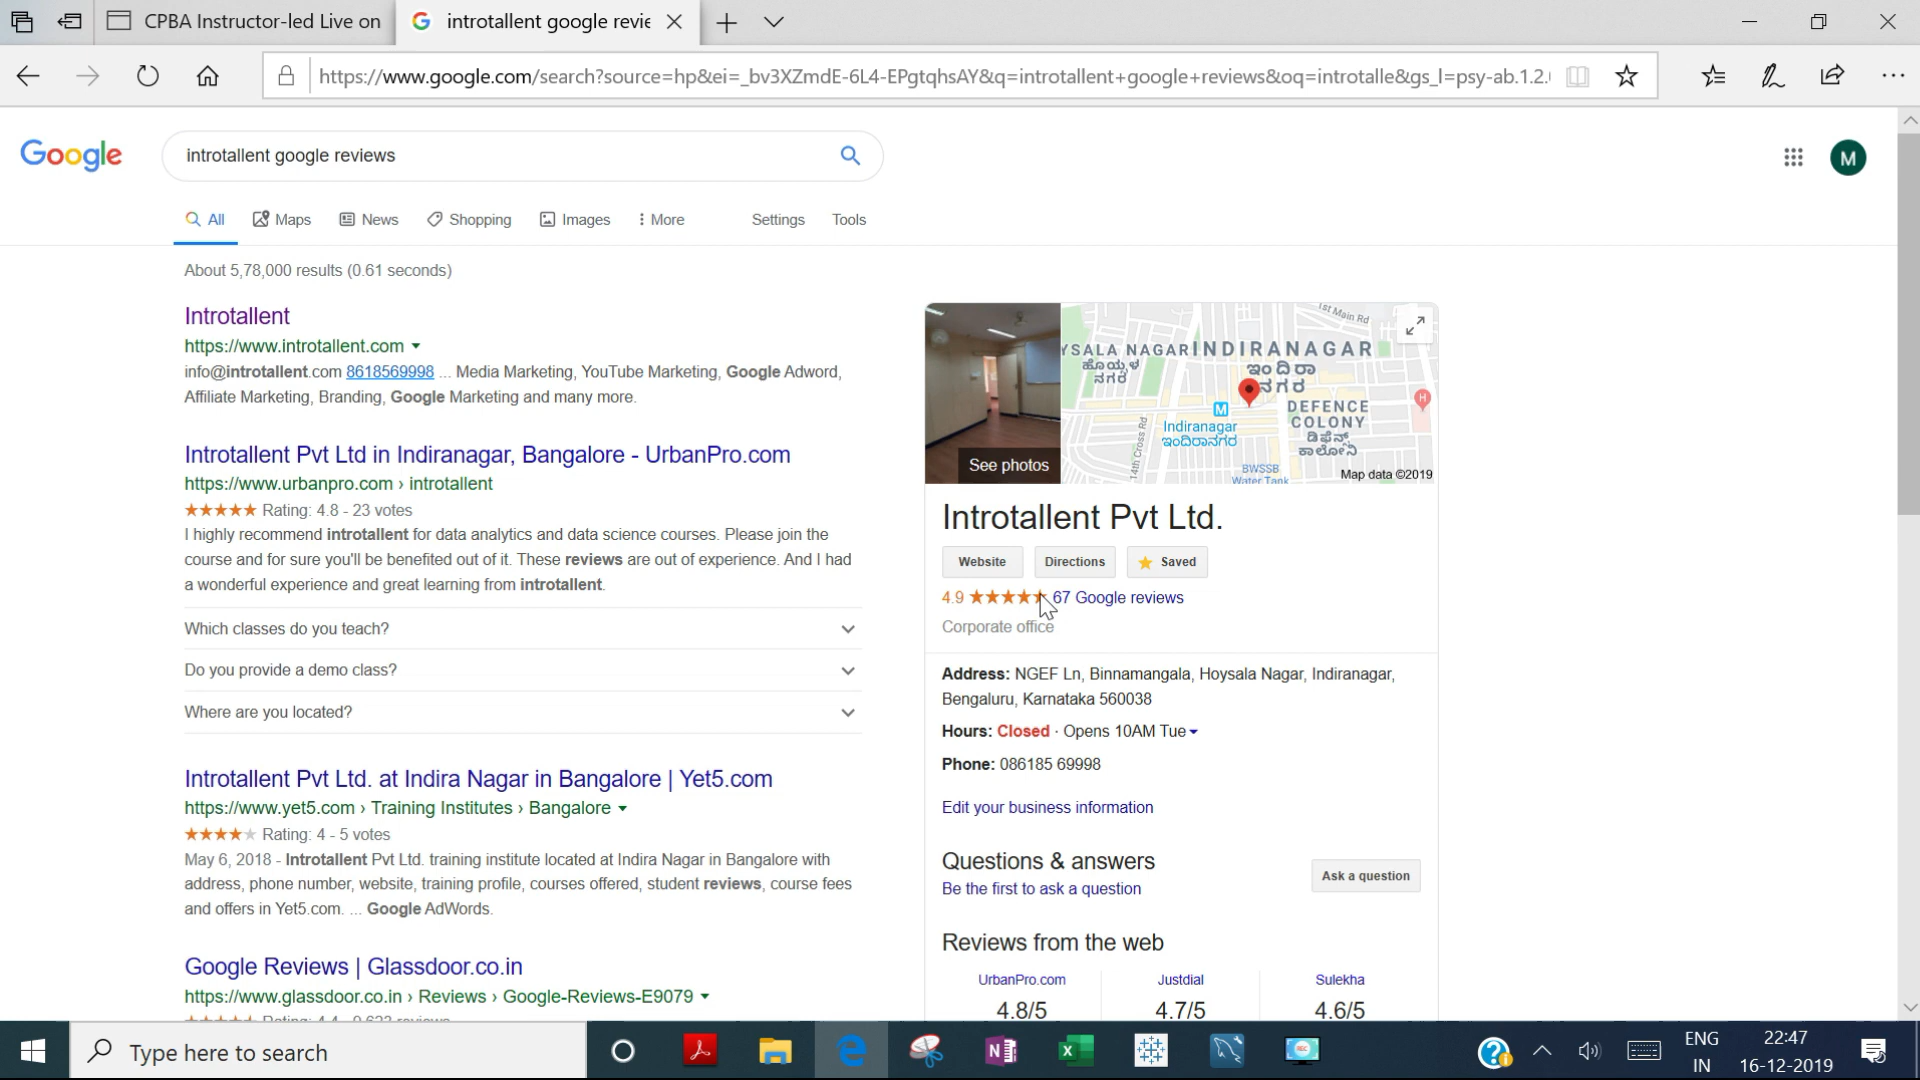 CPBA Instructor-led Live on
introtallent google revie
https://www.google.com/search?source=hp&ei=_bv3XZmdE-6L4-EPgtqhsAY&q=introtallent+google+reviews&oq=introtalle&gs_l=psy-ab.1.2.
Google
introtallent google reviews
M
All Maps News Shopping Images More Settings Tools
About 5,78,000 results (0.61 seconds)
Introtallent
https://www.introtallent.com
info@introtallent.com 8618569998 ... Media Marketing, YouTube Marketing, Google Adword,
Affiliate Marketing, Branding, Google Marketing and many more.
Introtallent Pvt Ltd in Indiranagar, Bangalore - UrbanPro.com
https://www.urbanpro.com › introtallent
Rating: 4.8 - 23 votes
I highly recommend introtallent for data analytics and data science courses. Please join the
course and for sure you'll be benefited out of it. These reviews are out of experience. And I had
a wonderful experience and great learning from introtallent.
Which classes do you teach?
Do you provide a demo class?
Where are you located?
Introtallent Pvt Ltd. at Indira Nagar in Bangalore | Yet5.com
https://www.yet5.com › Training Institutes › Bangalore
Rating: 4 - 5 votes
May 6, 2018 - Introtallent Pvt Ltd. training institute located at Indira Nagar in Bangalore with
address, phone number, website, training profile, courses offered, student reviews, course fees
and offers in Yet5.com. ... Google AdWords.
Google Reviews | Glassdoor.co.in
https://www.glassdoor.co.in › Reviews › Google-Reviews-E9079
1st Main Rd
YSALA NAGAR
ಹೊಯ್ಸಳ
ನಗರ
INDIRANAGAR
ಇಂದಿರಾ
ನಗರ
H
M
DEFENCE
COLONY
ಡಿಫೆನ್ಸ್
ಕಾಲೋನಿ
Indiranagar
ಇಂದಿರಾನಗರ
14th Cross Rd
BWSSB
Water Tank
Map data ©2019
See photos
Introtallent Pvt Ltd.
Website Directions Saved
4.9 67 Google reviews
Corporate office
Address: NGEF Ln, Binnamangala, Hoysala Nagar, Indiranagar,
Bengaluru, Karnataka 560038
Hours: Closed · Opens 10AM Tue
Phone: 086185 69998
Edit your business information
Questions & answers
Be the first to ask a question
Ask a question
Reviews from the web
UrbanPro.com Justdial Sulekha
4.8/5 4.7/5 4.6/5
Type here to search
ENG
IN
22:47
16-12-2019